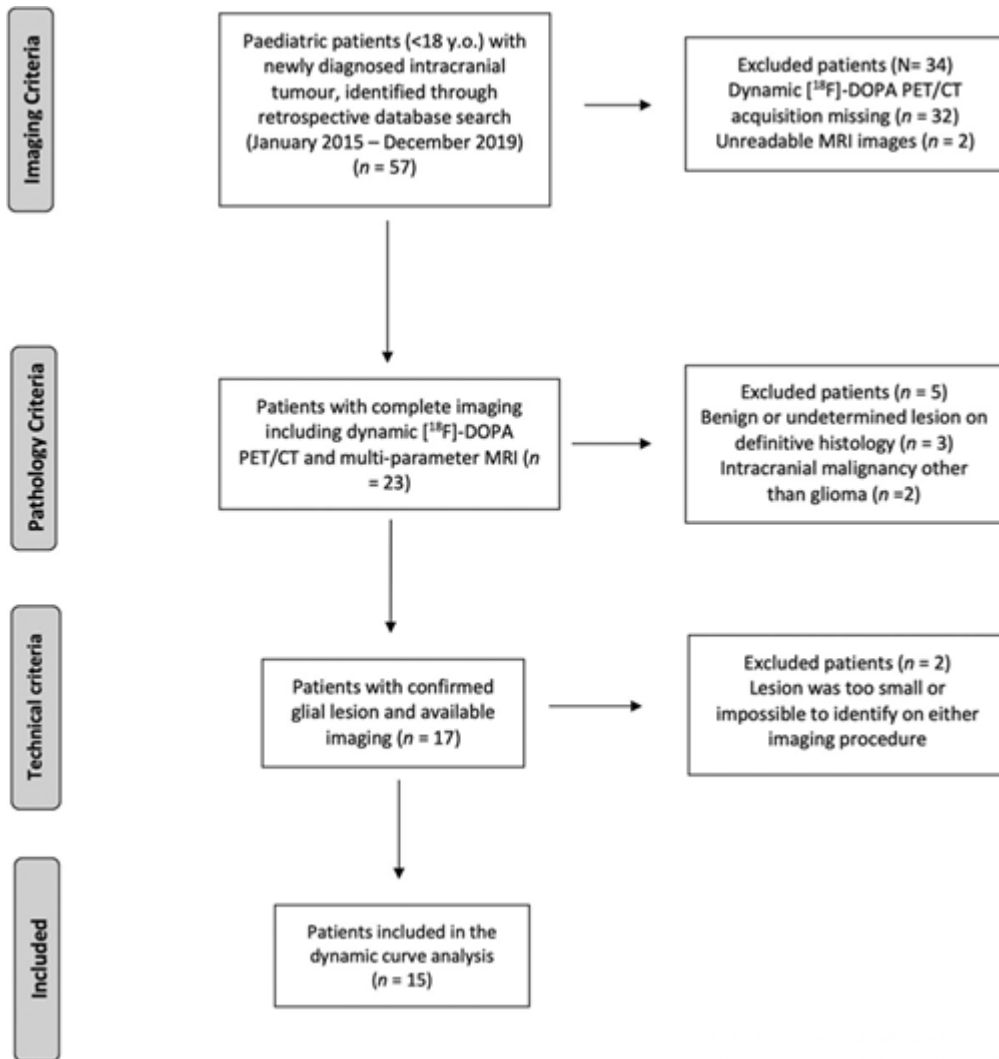 Imaging Criteria
Paediatric patients (<18 y.o.) with
newly diagnosed intracranial
tumour, identified through
retrospective database search
(January 2015 – December 2019)
(n = 57)
Excluded patients (N= 34)
Dynamic [¹⁸F]-DOPA PET/CT
acquisition missing (n = 32)
Unreadable MRI images (n = 2)
Pathology Criteria
Patients with complete imaging
including dynamic [¹⁸F]-DOPA
PET/CT and multi-parameter MRI (n
= 23)
Excluded patients (n = 5)
Benign or undetermined lesion on
definitive histology (n = 3)
Intracranial malignancy other
than glioma (n =2)
Technical criteria
Patients with confirmed
glial lesion and available
imaging (n = 17)
Excluded patients (n = 2)
Lesion was too small or
impossible to identify on either
imaging procedure
Included
Patients included in the
dynamic curve analysis
(n = 15)